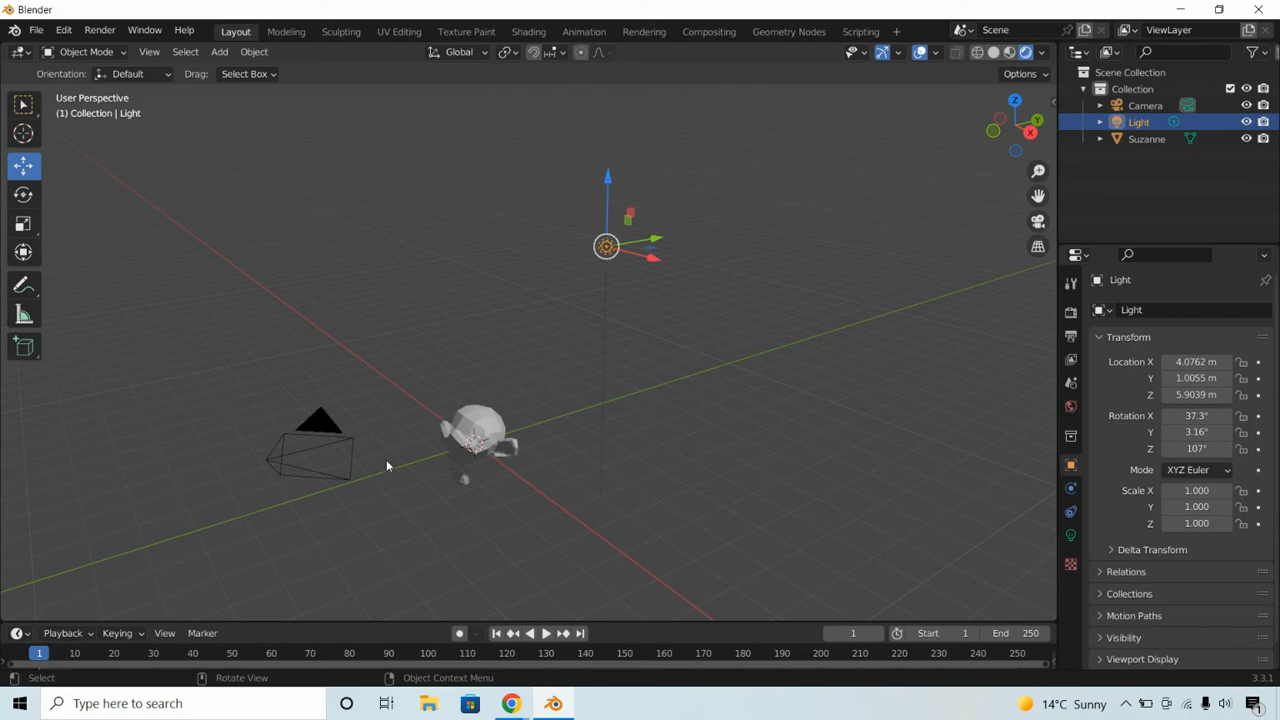 Blender
File Edit Render Window Help Layout Modeling Sculpting UV Editing Texture Paint Shading Animation Rendering Compositing Geometry Nodes Scripting + Scene ViewLayer
Object Mode View Select Add Object Global
Orientation: Default Drag: Select Box Options
User Perspective
(1) Collection | Light
Z
Y
X
Scene Collection
Collection
Camera
Light
Suzanne
Light
Light
Transform
Location X 4.0762 m
Y 1.0055 m
Z 5.9039 m
Rotation X 37.3°
Y 3.16°
Z 107°
Mode XYZ Euler
Scale X 1.000
Y 1.000
Z 1.000
Delta Transform
Relations
Collections
Motion Paths
Visibility
Viewport Display
Playback Keying View Marker 1 Start 1 End 250
1 10 20 30 40 50 60 70 80 90 100 110 120 130 140 150 160 170 180 190 200 210 220 230 240 250
Select Rotate View Object Context Menu 3.3.1
Type here to search 14°C Sunny 1